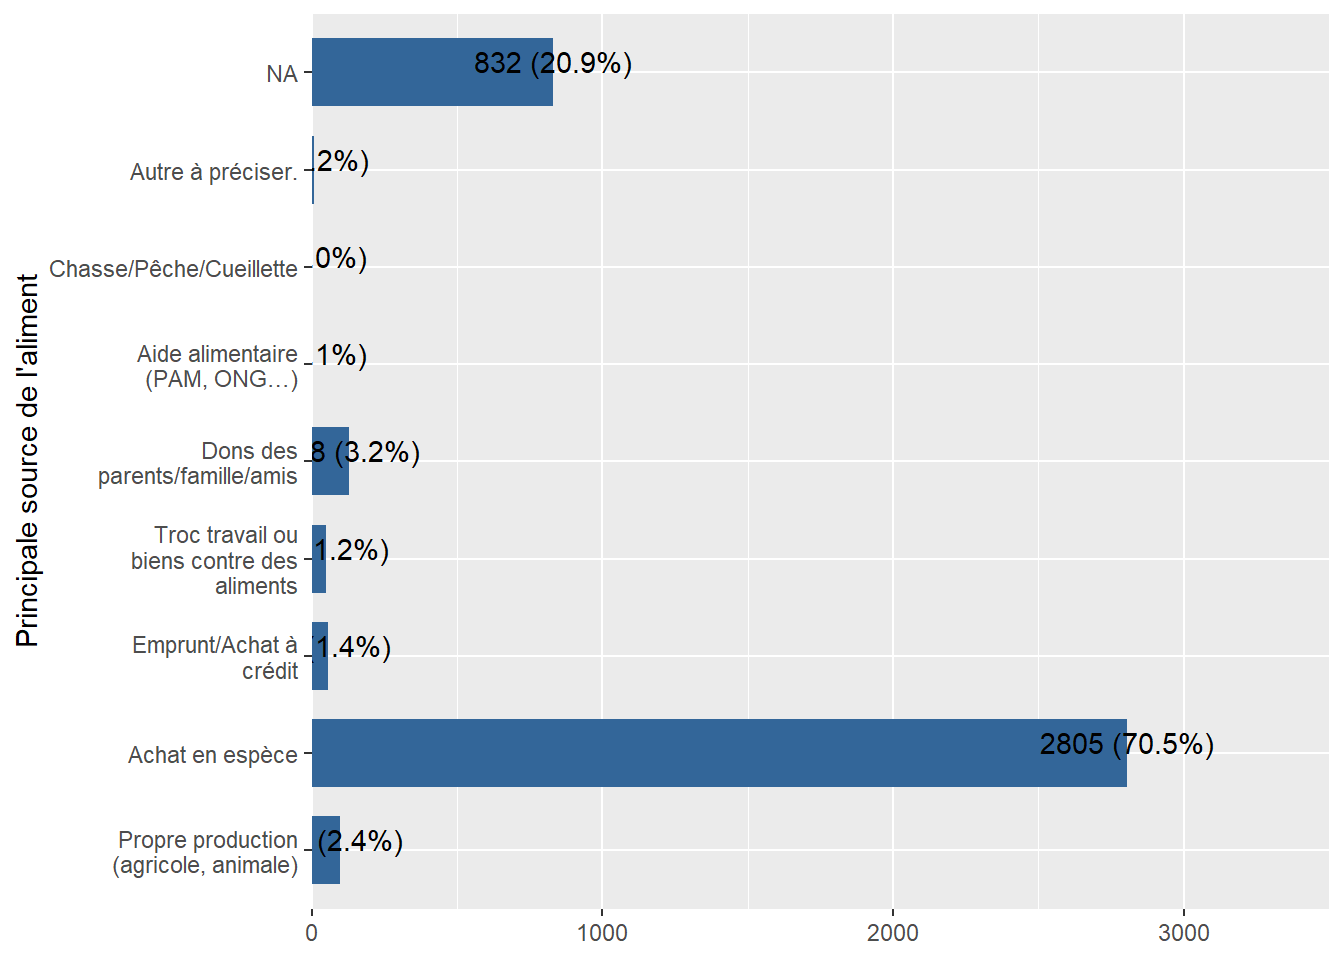 Principale source de l'aliment
NA
832 (20.9%)
Autre à préciser.
2%)
Chasse/Pêche/Cueillette
0%)
Aide alimentaire
(PAM, ONG…)
1%)
Dons des
parents/famille/amis
8 (3.2%)
Troc travail ou
biens contre des
aliments
1.2%)
Emprunt/Achat à
crédit
1.4%)
Achat en espèce
2805 (70.5%)
Propre production
(agricole, animale)
(2.4%)
0
1000
2000
3000